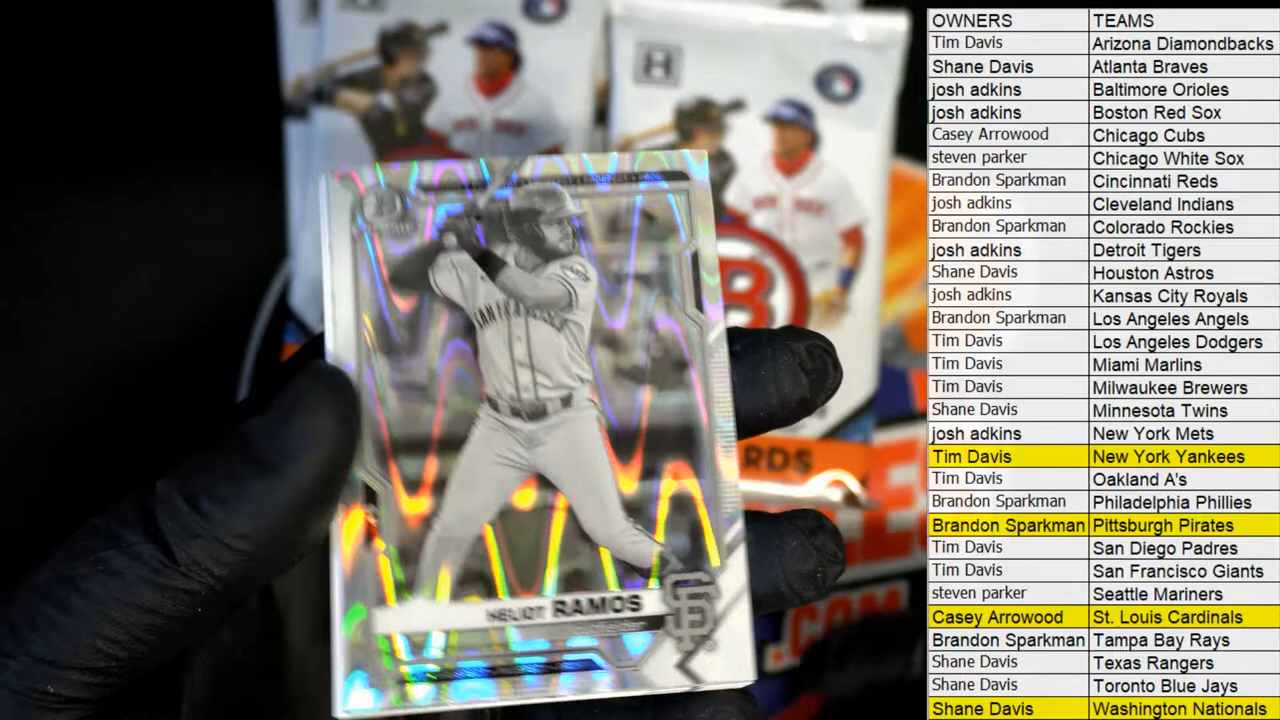 H
RDS
.COM
SAN FRANCISCO
HELIOT RAMOS
Outfielder
SF
OWNERS TEAMS
Tim Davis Arizona Diamondbacks
Shane Davis Atlanta Braves
josh adkins Baltimore Orioles
josh adkins Boston Red Sox
Casey Arrowood Chicago Cubs
steven parker Chicago White Sox
Brandon Sparkman Cincinnati Reds
josh adkins Cleveland Indians
Brandon Sparkman Colorado Rockies
josh adkins Detroit Tigers
Shane Davis Houston Astros
josh adkins Kansas City Royals
Brandon Sparkman Los Angeles Angels
Tim Davis Los Angeles Dodgers
Tim Davis Miami Marlins
Tim Davis Milwaukee Brewers
Shane Davis Minnesota Twins
josh adkins New York Mets
Tim Davis New York Yankees
Tim Davis Oakland A's
Brandon Sparkman Philadelphia Phillies
Brandon Sparkman Pittsburgh Pirates
Tim Davis San Diego Padres
Tim Davis San Francisco Giants
steven parker Seattle Mariners
Casey Arrowood St. Louis Cardinals
Brandon Sparkman Tampa Bay Rays
Shane Davis Texas Rangers
Shane Davis Toronto Blue Jays
Shane Davis Washington Nationals